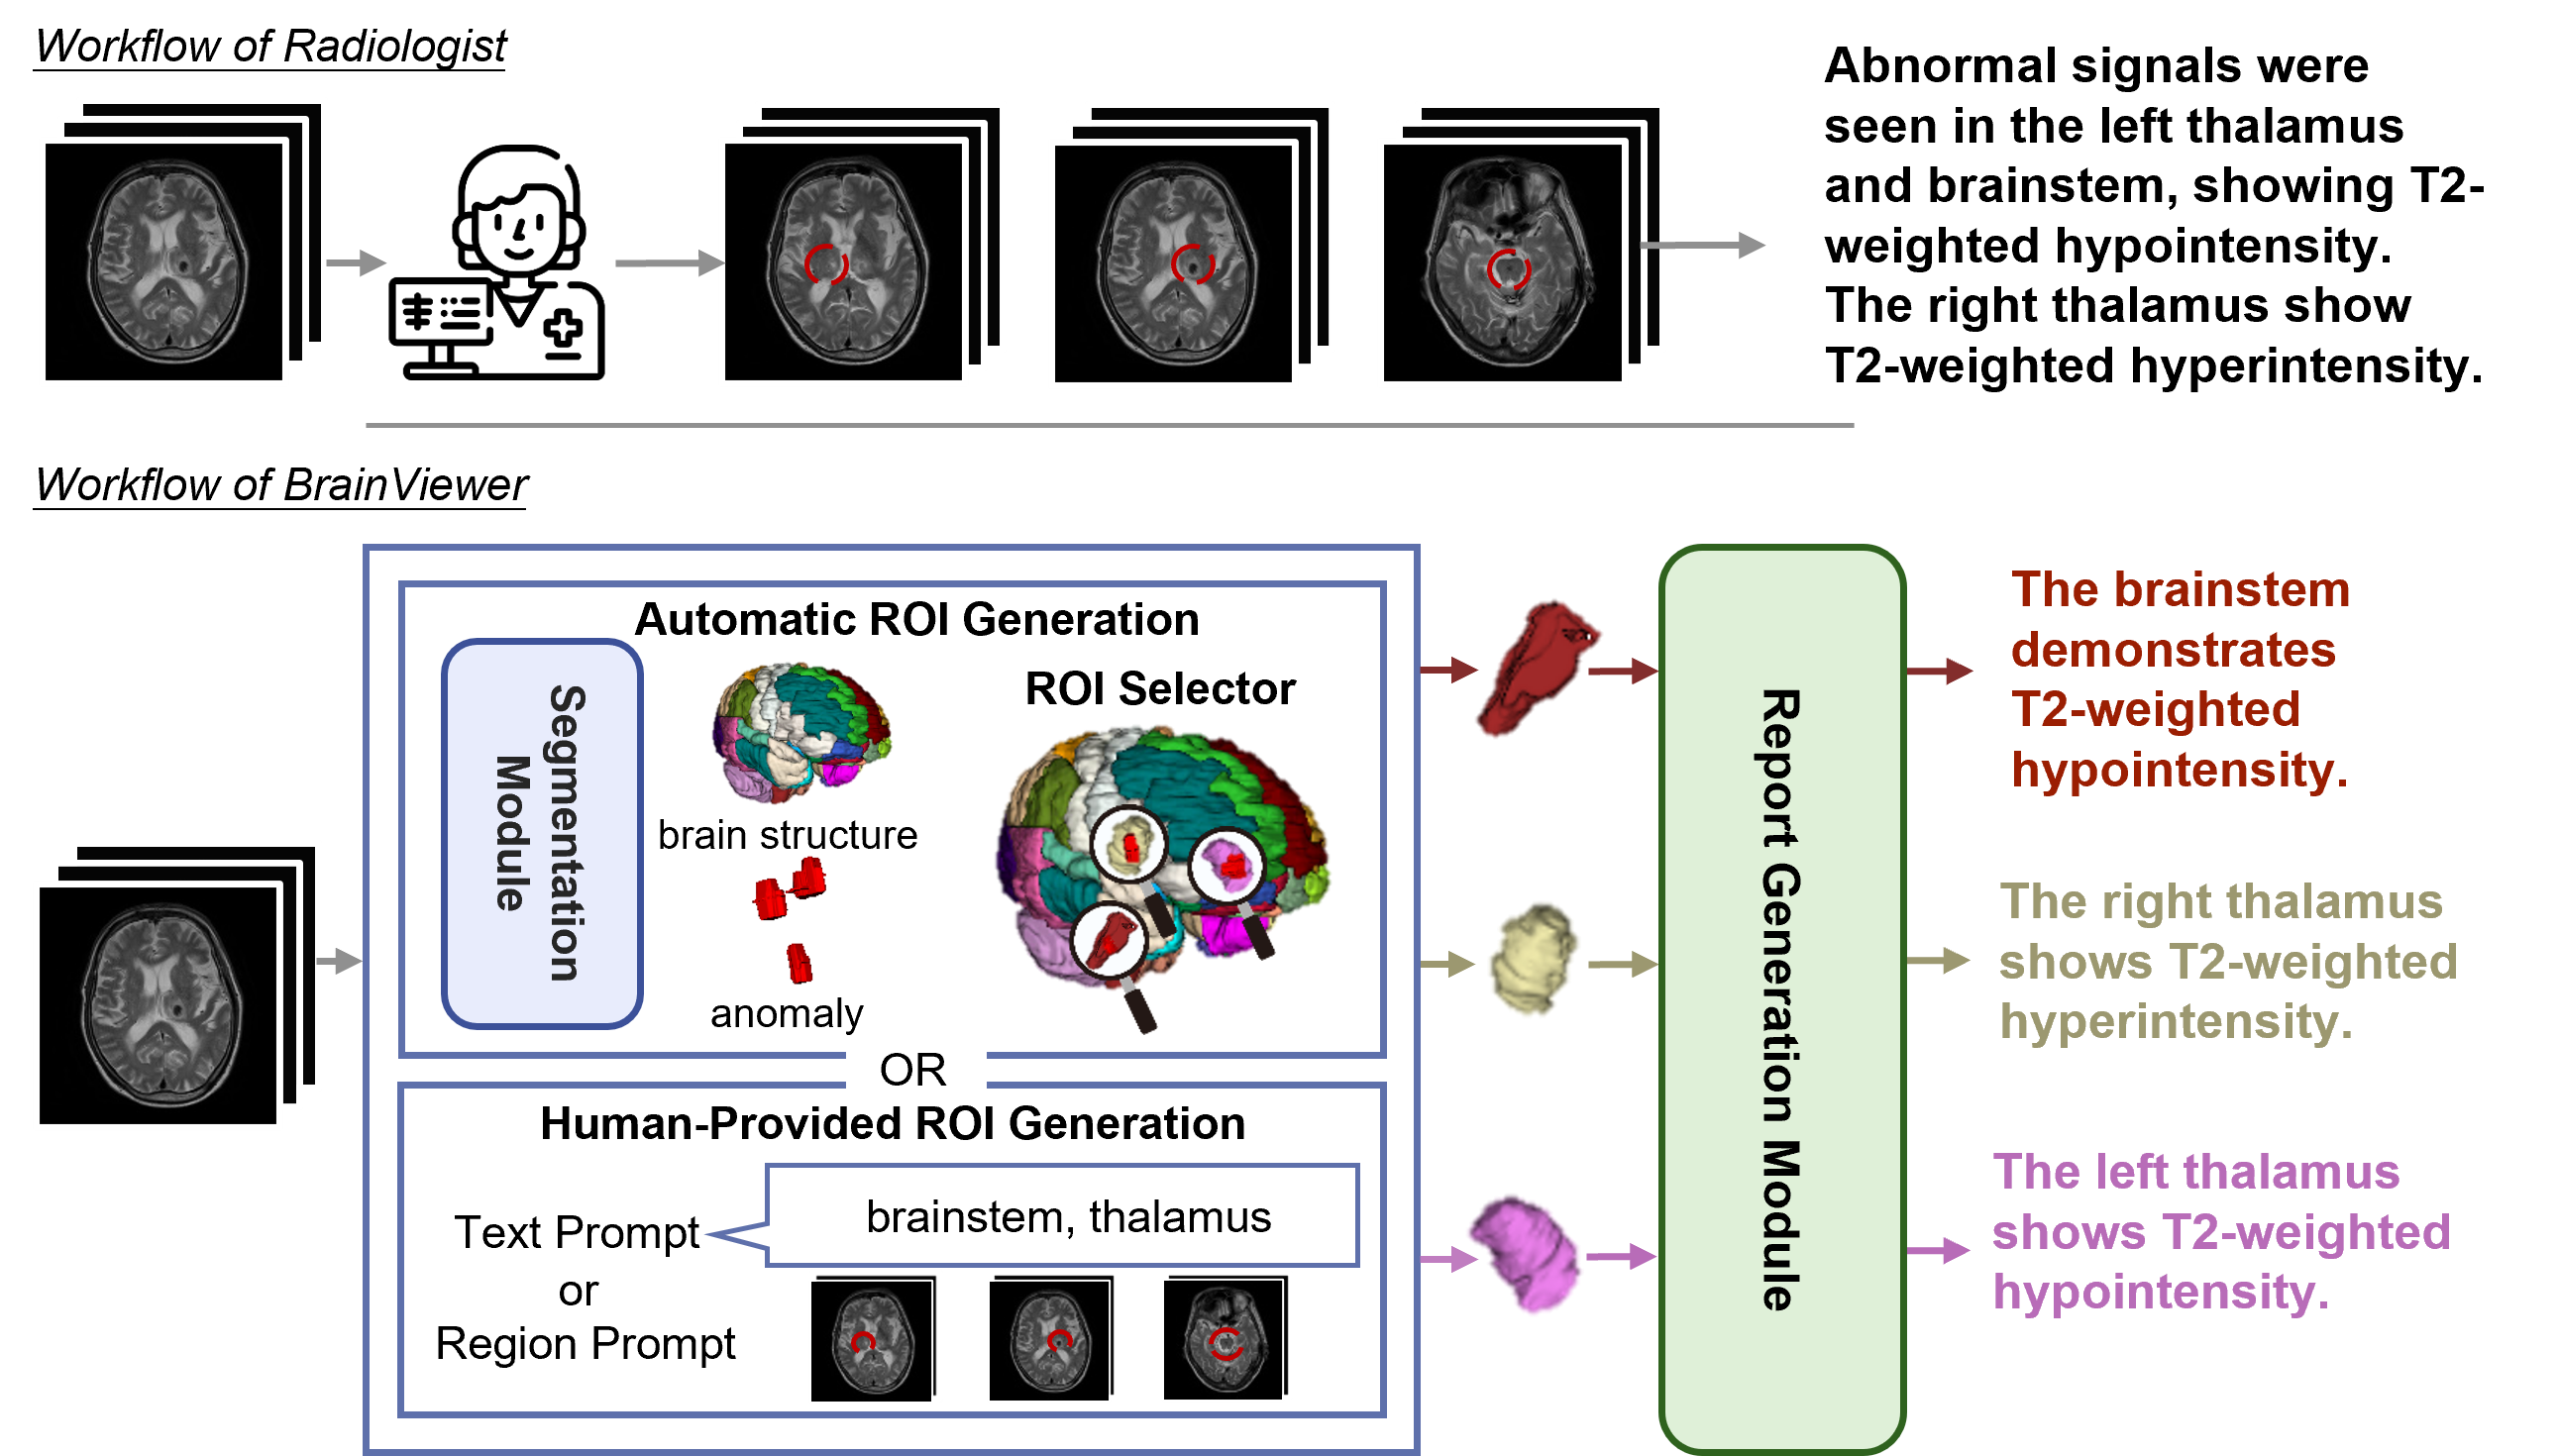 Workflow of Radiologist
Abnormal signals were
seen in the left thalamus
and brainstem, showing T2-
weighted hypointensity.
The right thalamus show
T2-weighted hyperintensity.
Workflow of BrainViewer
Automatic ROI Generation
Segmentation
Module
brain structure
anomaly
ROI Selector
OR
Human-Provided ROI Generation
Text Prompt
or
Region Prompt
brainstem, thalamus
Report Generation Module
The brainstem
demonstrates
T2-weighted
hypointensity.
The right thalamus
shows T2-weighted
hyperintensity.
The left thalamus
shows T2-weighted
hypointensity.